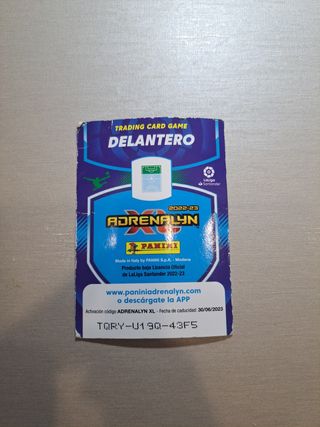 TRADING CARD GAME
DELANTERO
LaLiga
Santander
2022-23
ADRENALYN
XL
PANINI
Made in Italy by PANINI S.p.A. - Modena
Producto bajo Licencia Oficial
de LaLiga Santander 2022-23
www.paniniadrenalyn.com
o descárgate la APP
Activación código ADRENALYN XL - Fecha de caducidad: 30/06/2023
TQRY-U19Q-43F5